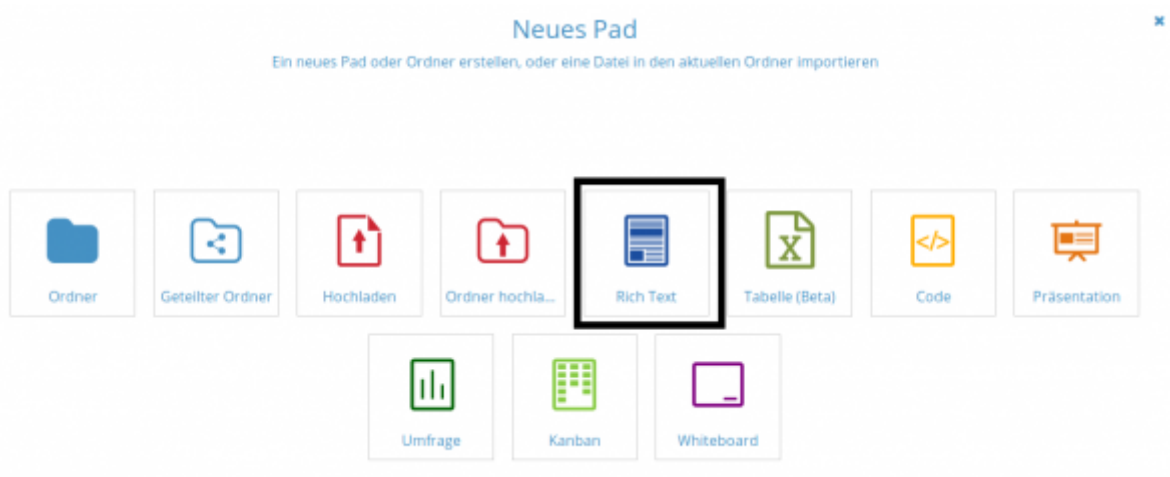 Neues Pad
Ein neues Pad oder Ordner erstellen, oder eine Datei in den aktuellen Ordner importieren
Ordner
Geteilter Ordner
Hochladen
Ordner hochla...
Rich Text
X
Tabelle (Beta)
</>
Code
Präsentation
Umfrage
Kanban
Whiteboard